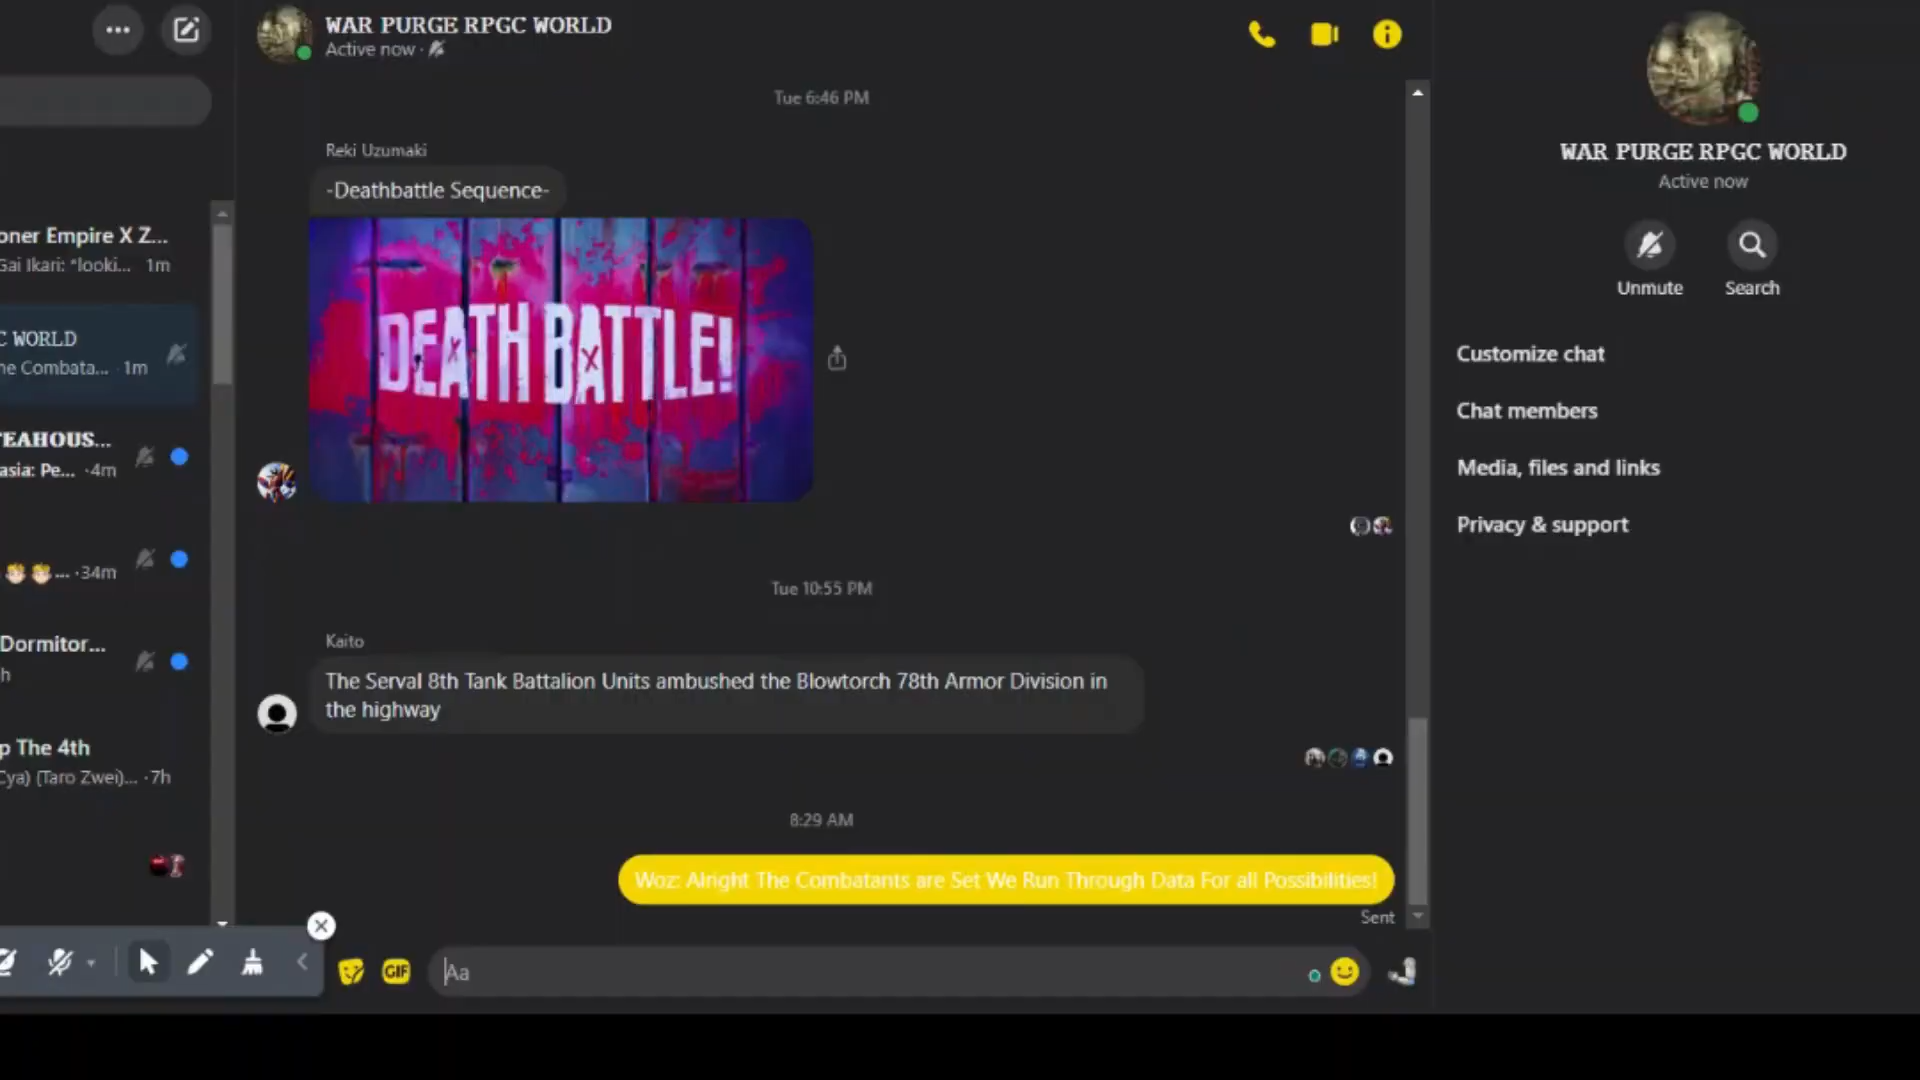 oner Empire X Z...
Gai Ikari: "looki... 1m
C WORLD
ne Combata... · 1m
TEAHOUS...
asia: Pe... ·4m
.... ·34m
Dormitor...
h
p The 4th
Cya) (Taro Zwei)... ·7h
WAR PURGE RPGC WORLD
Active now ·
Tue 6:46 PM
Reki Uzumaki
-Deathbattle Sequence-
DEATH BATTLE!
Tue 10:55 PM
Kaito
The Serval 8th Tank Battalion Units ambushed the Blowtorch 78th Armor Division in
the highway
8:29 AM
Woz: Alright The Combatants are Set We Run Through Data For all Possibilities!
Sent
GIF
Aa
WAR PURGE RPGC WORLD
Active now
Unmute
Search
Customize chat
Chat members
Media, files and links
Privacy & support